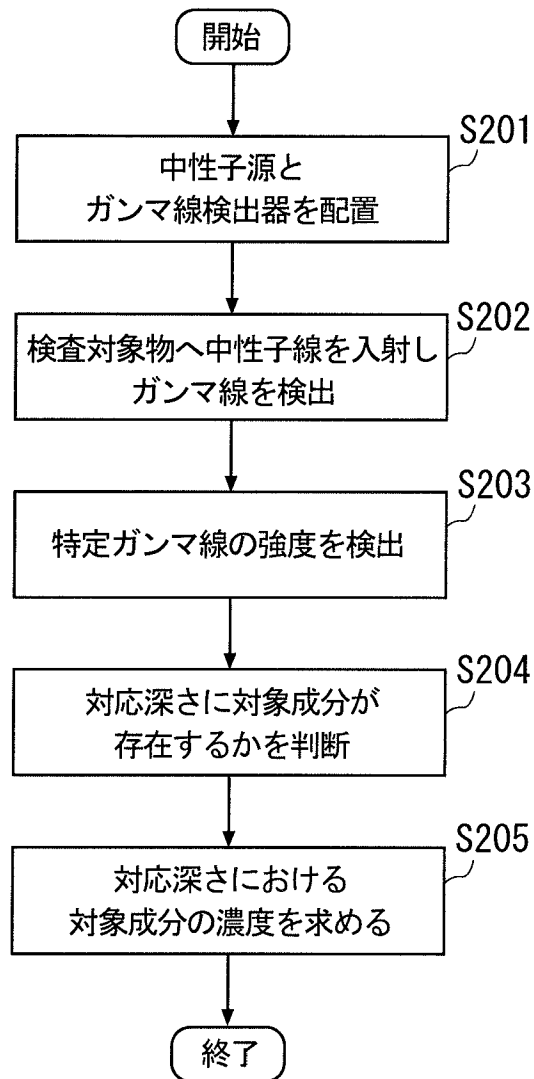 開始
S201
中性子源と
ガンマ線検出器を配置
S202
検査対象物へ中性子線を入射し
ガンマ線を検出
S203
特定ガンマ線の強度を検出
S204
対応深さに対象成分が
存在するかを判断
S205
対応深さにおける
対象成分の濃度を求める
終了